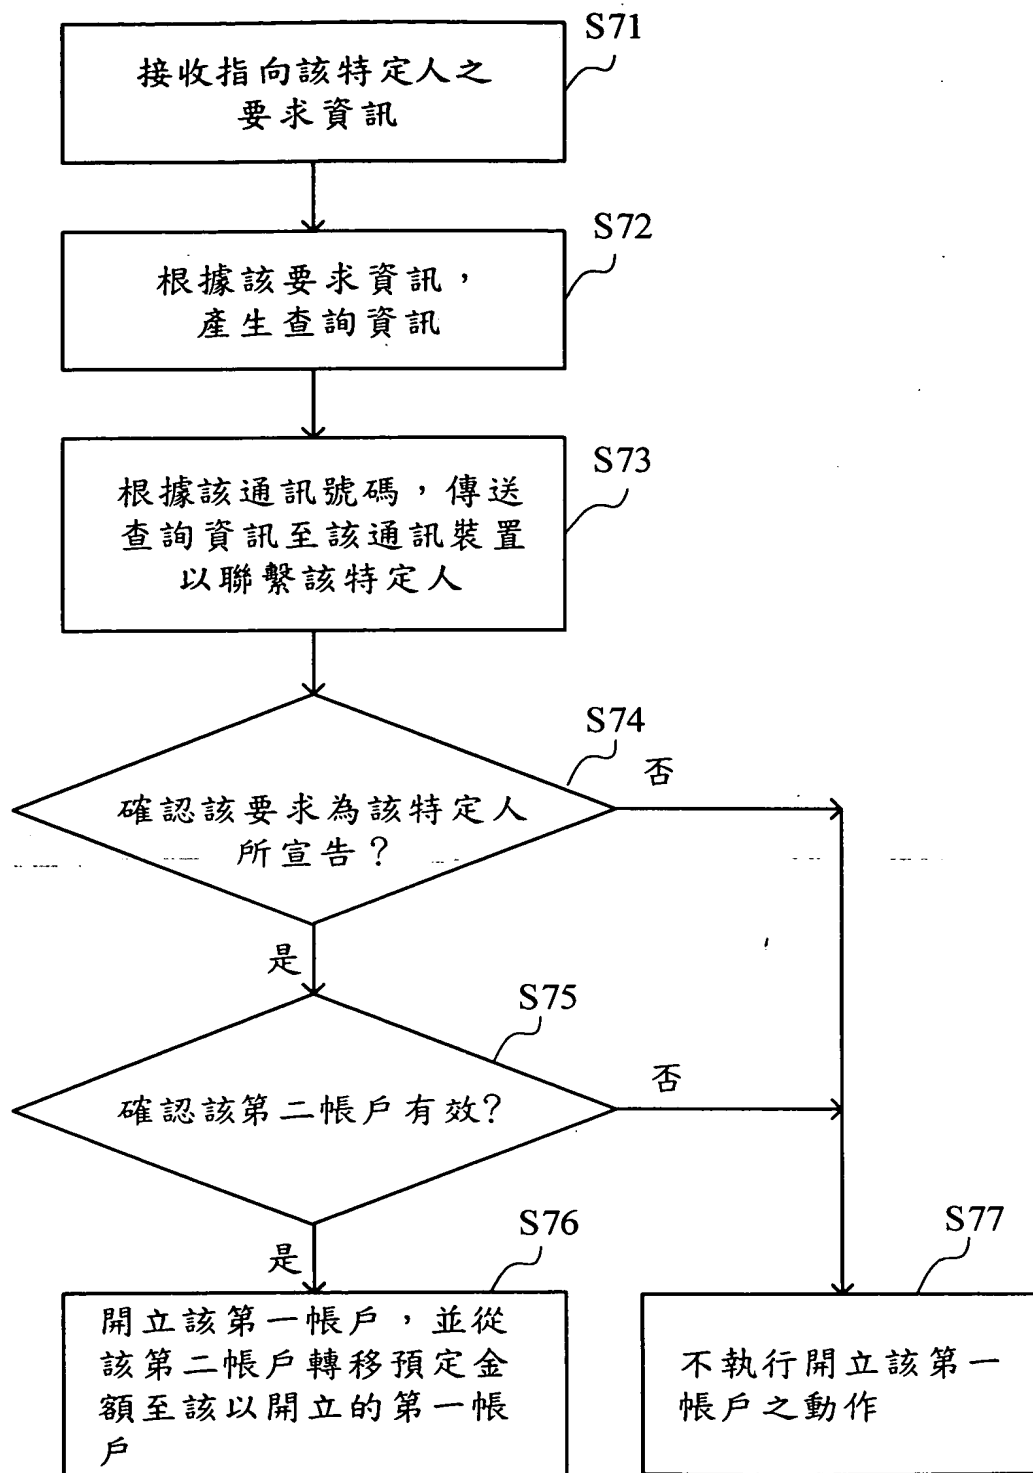 S71
接收指向該特定人之
要求資訊
S72
根據該要求資訊，
產生查詢資訊
S73
根據該通訊號碼，傳送
查詢資訊至該通訊裝置
以聯繫該特定人
S74
否
確認該要求為該特定人
所宣告？
是
S75
否
確認該第二帳戶有效?
是
S76
開立該第一帳戶，並從
該第二帳戶轉移預定金
額至該以開立的第一帳
戶
S77
不執行開立該第一
帳戶之動作